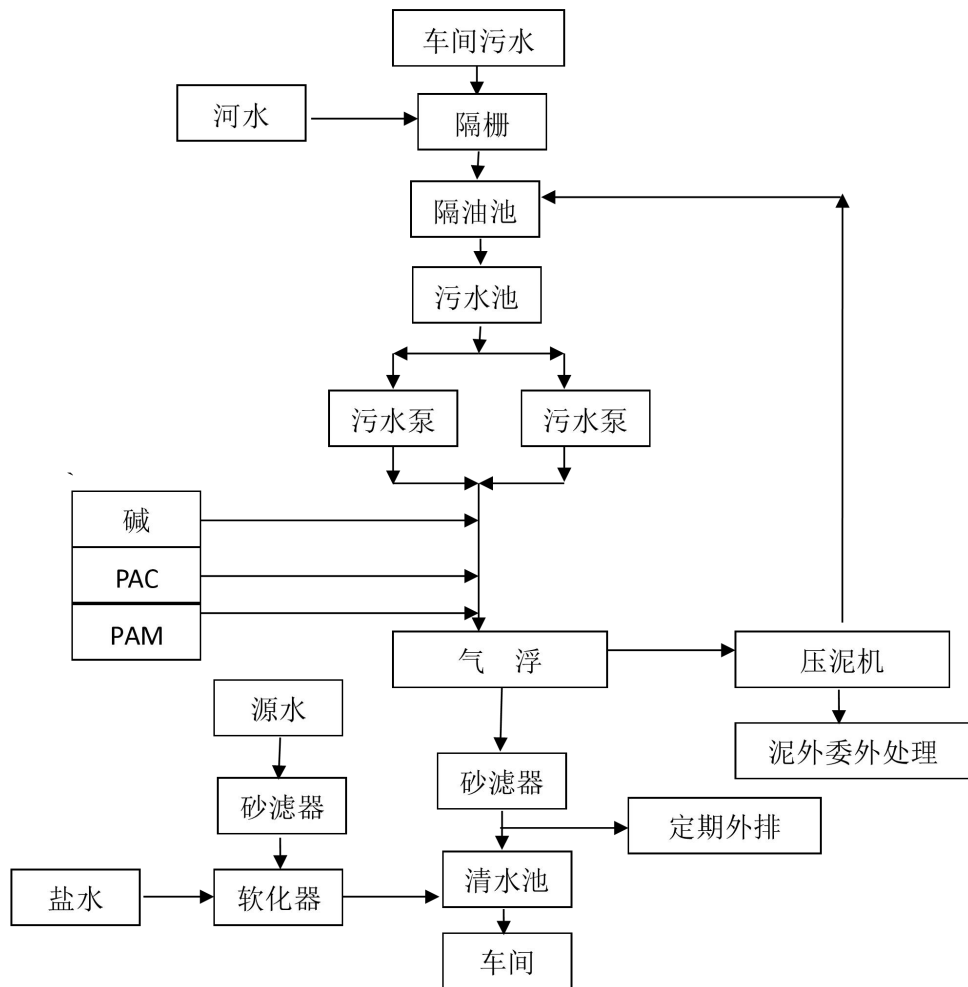 车间污水
河水
隔栅
隔油池
污水池
污水泵
污水泵
、
碱
PAC
PAM
气 浮
压泥机
源水
泥外委外处理
砂滤器
砂滤器
定期外排
盐水
软化器
清水池
车间